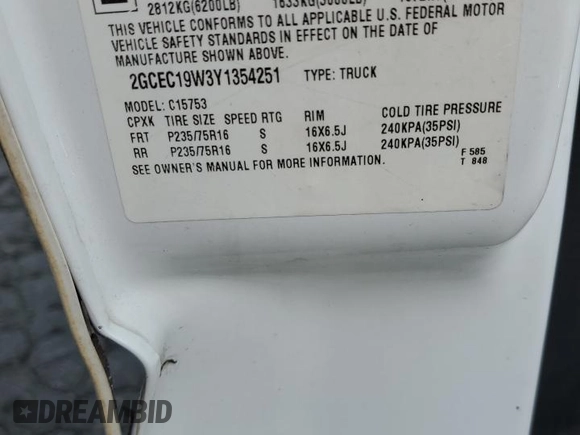 2812KG(6200LB)
THIS VEHICLE CONFORMS TO ALL APPLICABLE U.S. FEDERAL MOTOR
VEHICLE SAFETY STANDARDS IN EFFECT ON THE DATE OF
MANUFACTURE SHOWN ABOVE.
2GCEC19W3Y1354251 TYPE: TRUCK
MODEL: C15753
CPXK TIRE SIZE SPEED RTG RIM COLD TIRE PRESSURE
FRT P235/75R16 S 16X6.5J 240KPA(35PSI)
RR P235/75R16 S 16X6.5J 240KPA(35PSI)
SEE OWNER'S MANUAL FOR MORE INFORMATION.
F 585
T 848
DREAMBID